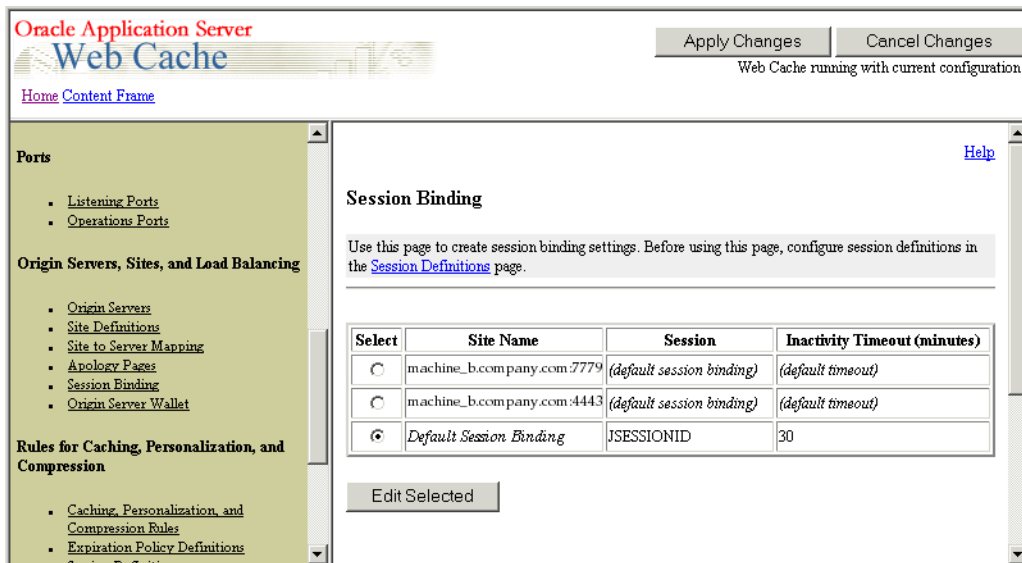 Oracle Application Server
Web Cache
Apply Changes
Cancel Changes
Web Cache running with current configuration
Home Content Frame
Ports
Listening Ports
Operations Ports
Origin Servers, Sites, and Load Balancing
Origin Servers
Site Definitions
Site to Server Mapping
Apology Pages
Session Binding
Origin Server Wallet
Rules for Caching, Personalization, and
Compression
Caching, Personalization, and
Compression Rules
Expiration Policy Definitions
Help
Session Binding
Use this page to create session binding settings. Before using this page, configure session definitions in
the Session Definitions page.
Select Site Name Session Inactivity Timeout (minutes)
machine_b.company.com:7779 (default session binding) (default timeout)
machine_b.company.com:4443 (default session binding) (default timeout)
Default Session Binding JSESSIONID 30
Edit Selected